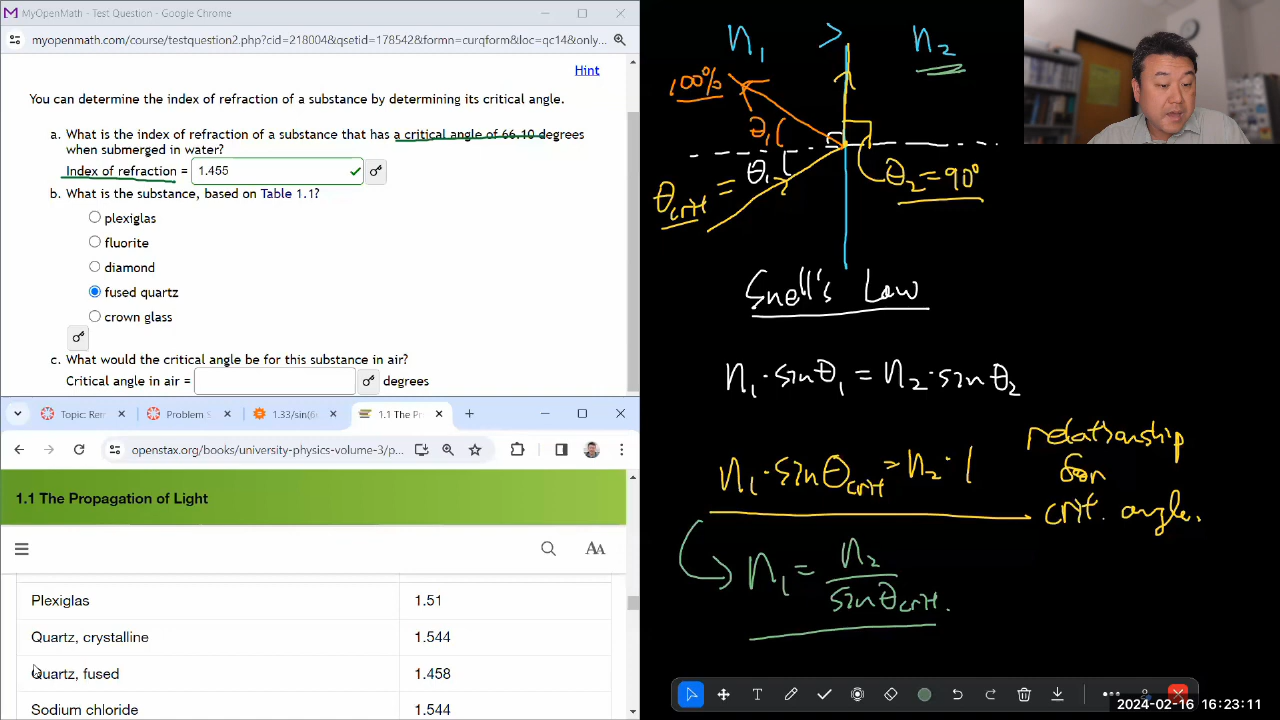 MyOpenMath - Test Question - Google Chrome
myopenmath.com/course/testquestion2.php?cid=218004&qsetid=178542&formn=curqform&loc=qc14&only...
Hint
You can determine the index of refraction of a substance by determining its critical angle.
a. What is the index of refraction of a substance that has a critical angle of 66.10 degrees
when submerged in water?
Index of refraction = 1.455
b. What is the substance, based on Table 1.1?
plexiglas
fluorite
diamond
fused quartz
crown glass
c. What would the critical angle be for this substance in air?
Critical angle in air = degrees
Topic: Rem
Problem S
1.33/sin(6
1.1 The Pr
openstax.org/books/university-physics-volume-3/p...
1.1 The Propagation of Light
AA
Plexiglas 1.51
Quartz, crystalline 1.544
Quartz, fused 1.458
Sodium chloride 1.544
n₁ > n₂
100%
θ₁
θ₁
θcrit =
θ₂ = 90°
Snell's Law
n₁·sinθ₁ = n₂·sinθ₂
n₁·sinθcrit = n₂·1
relationship
for
crit. angle.
n₁ = n₂ / sinθcrit.
T
2024-02-16 16:23:11